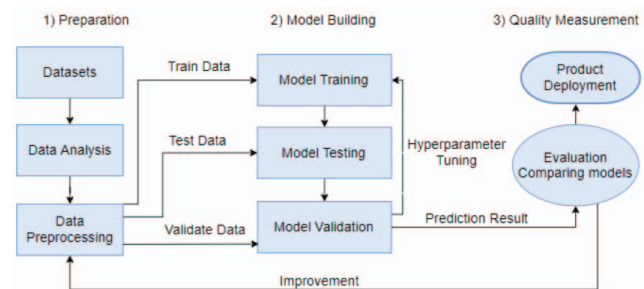 1) Preparation
2) Model Building
3) Quality Measurement
Datasets
Train Data
Model Training
Product
Deployment
Data Analysis
Test Data
Model Testing
Hyperparameter
Tuning
Evaluation
Comparing models
Data
Preprocessing
Validate Data
Model Validation
Prediction Result
Improvement